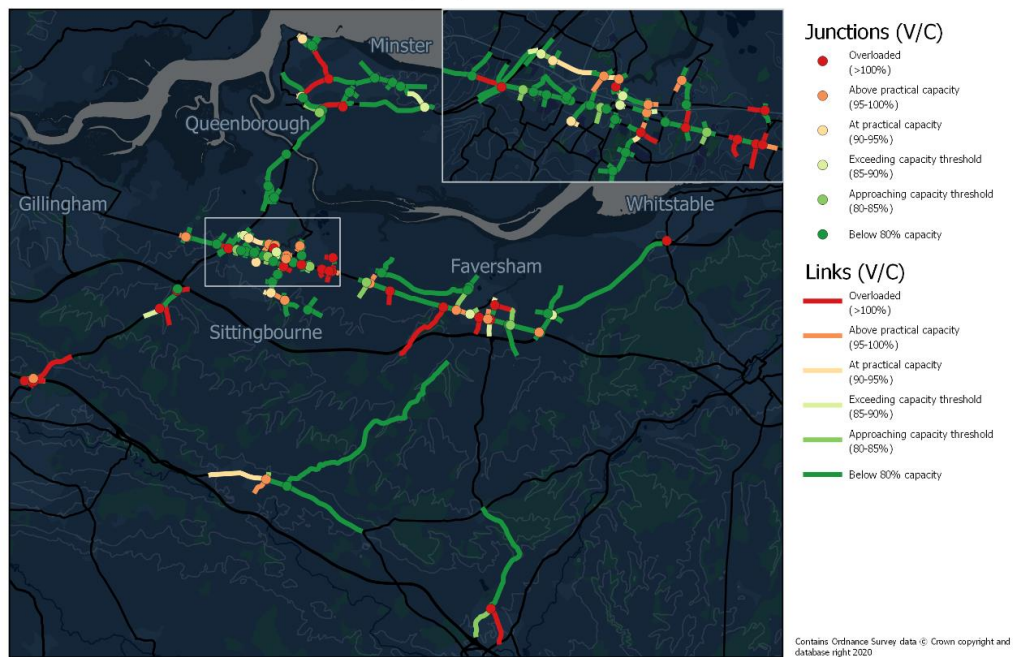 Minster
Queenborough
Gillingham
Whitstable
Faversham
Sittingbourne
Junctions (V/C)
Overloaded
(>100%)
Above practical capacity
(95-100%)
At practical capacity
(90-95%)
Exceeding capacity threshold
(85-90%)
Approaching capacity threshold
(80-85%)
Below 80% capacity
Links (V/C)
Overloaded
(>100%)
Above practical capacity
(95-100%)
At practical capacity
(90-95%)
Exceeding capacity threshold
(85-90%)
Approaching capacity threshold
(80-85%)
Below 80% capacity
Contains Ordnance Survey data © Crown copyright and
database right 2020